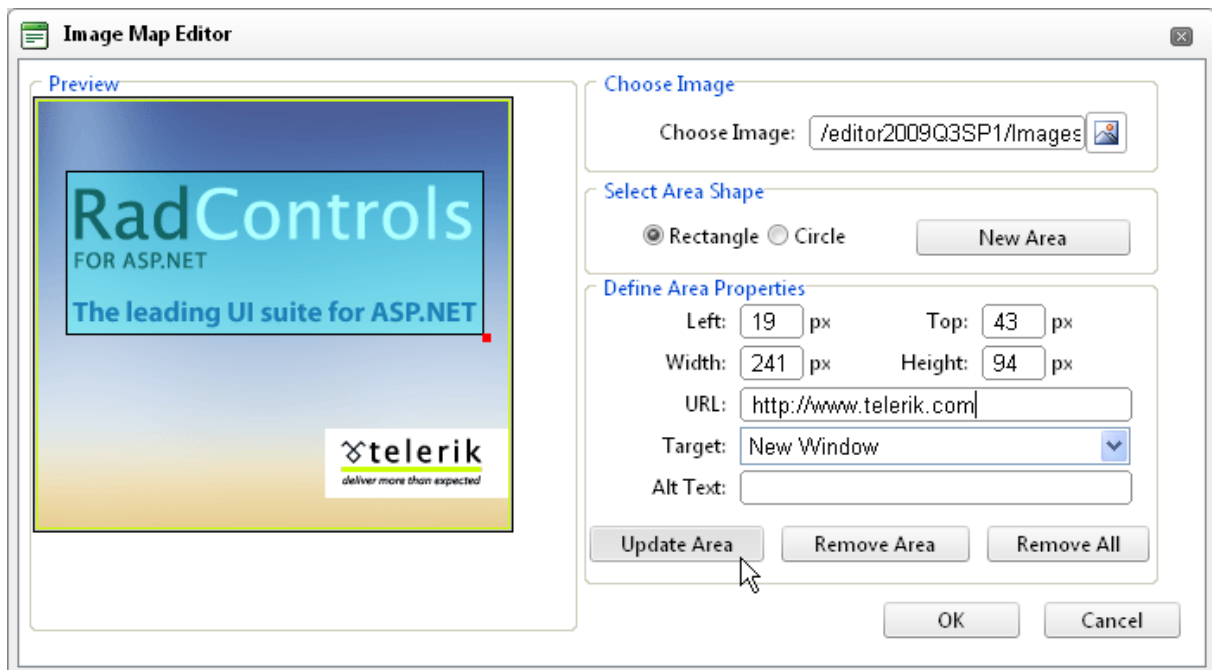 Image Map Editor
Preview
RadControls
FOR ASP.NET
The leading UI suite for ASP.NET
telerik
deliver more than expected
Choose Image
Choose Image: /editor2009Q3SP1/Images
Select Area Shape
Rectangle Circle New Area
Define Area Properties
Left: 19 px Top: 43 px
Width: 241 px Height: 94 px
URL: http://www.telerik.com
Target: New Window
Alt Text:
Update Area Remove Area Remove All
OK Cancel